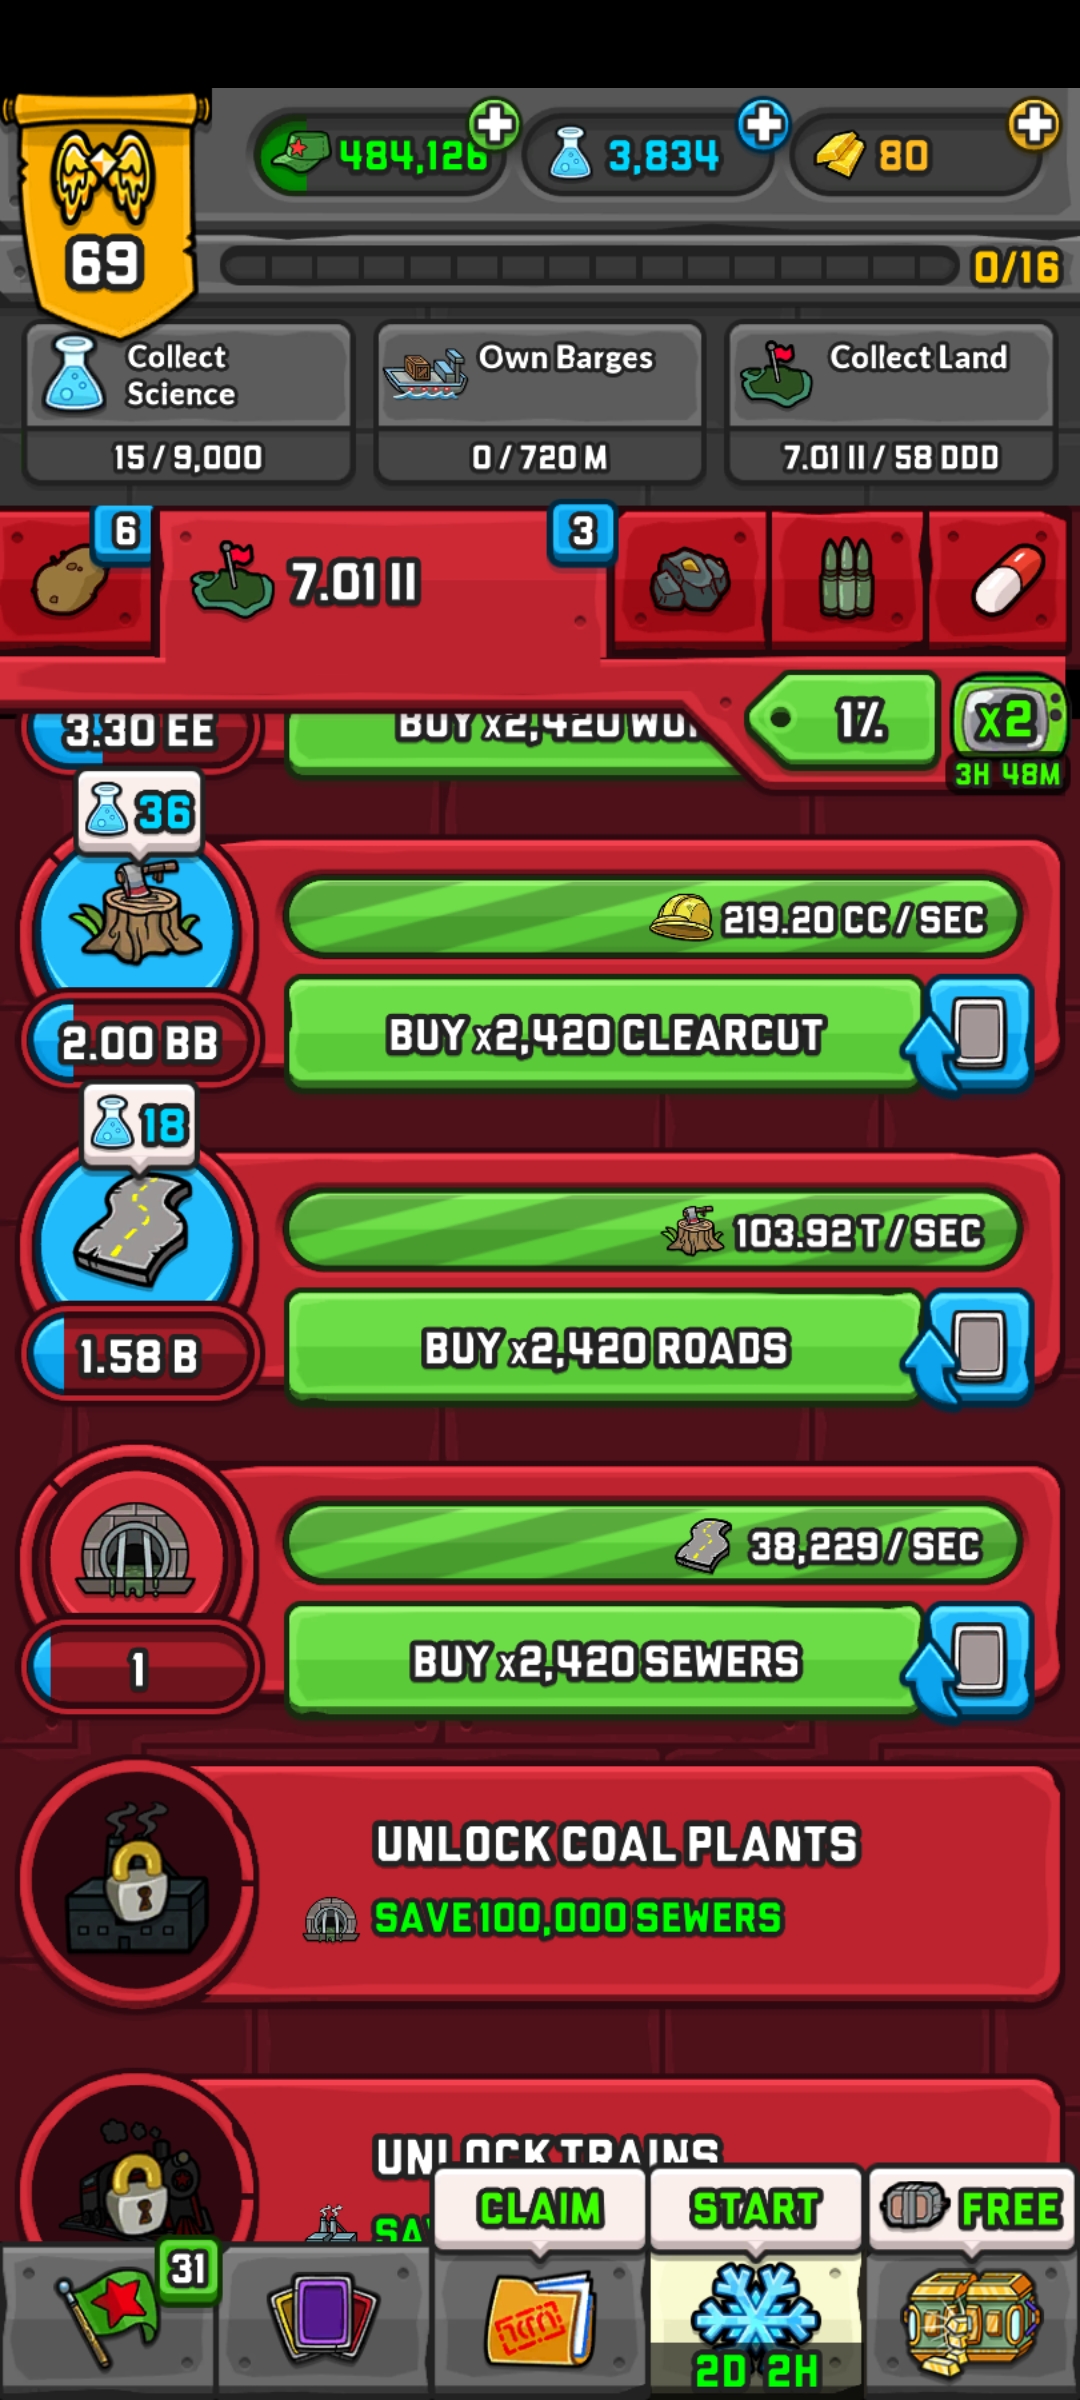 484,126
3,834
80
69
0/16
Collect
Science
15 / 9,000
Own Barges
0 / 720 M
Collect Land
7.01 II / 58 DDD
6
7.01 II
3
1%
x2
3H 48M
3.30 EE
BUY x2,420
36
219.20 CC / SEC
BUY x2,420 CLEARCUT
2.00 BB
18
103.92 T / SEC
BUY x2,420 ROADS
1.58 B
38,229 / SEC
BUY x2,420 SEWERS
1
UNLOCK COAL PLANTS
SAVE 100,000 SEWERS
UNLOCK TRAINS
CLAIM
START
FREE
31
2D 2H